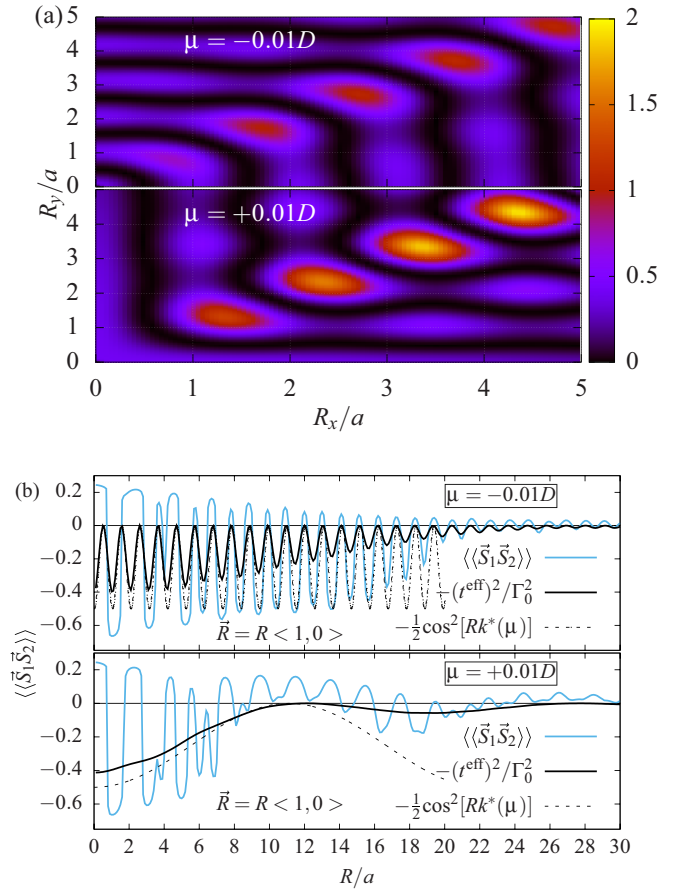 (a)
μ = −0.01D
R_y/a
5
4
3
2
1
0
μ = +0.01D
4
3
2
1
0
0 1 2 3 4 5
R_x/a
2
1.5
1
0.5
0
(b)
⟨⟨S⃗₁S⃗₂⟩⟩
0.2
0
−0.2
−0.4
−0.6
μ = −0.01D
⟨⟨S⃗₁S⃗₂⟩⟩
−(t^eff)²/Γ₀²
−½cos²[Rk*(μ)]
R⃗ = R < 1, 0 >
0.2
0
−0.2
−0.4
−0.6
μ = +0.01D
⟨⟨S⃗₁S⃗₂⟩⟩
−(t^eff)²/Γ₀²
−½cos²[Rk*(μ)]
R⃗ = R < 1, 0 >
0 2 4 6 8 10 12 14 16 18 20 22 24 26 28 30
R/a